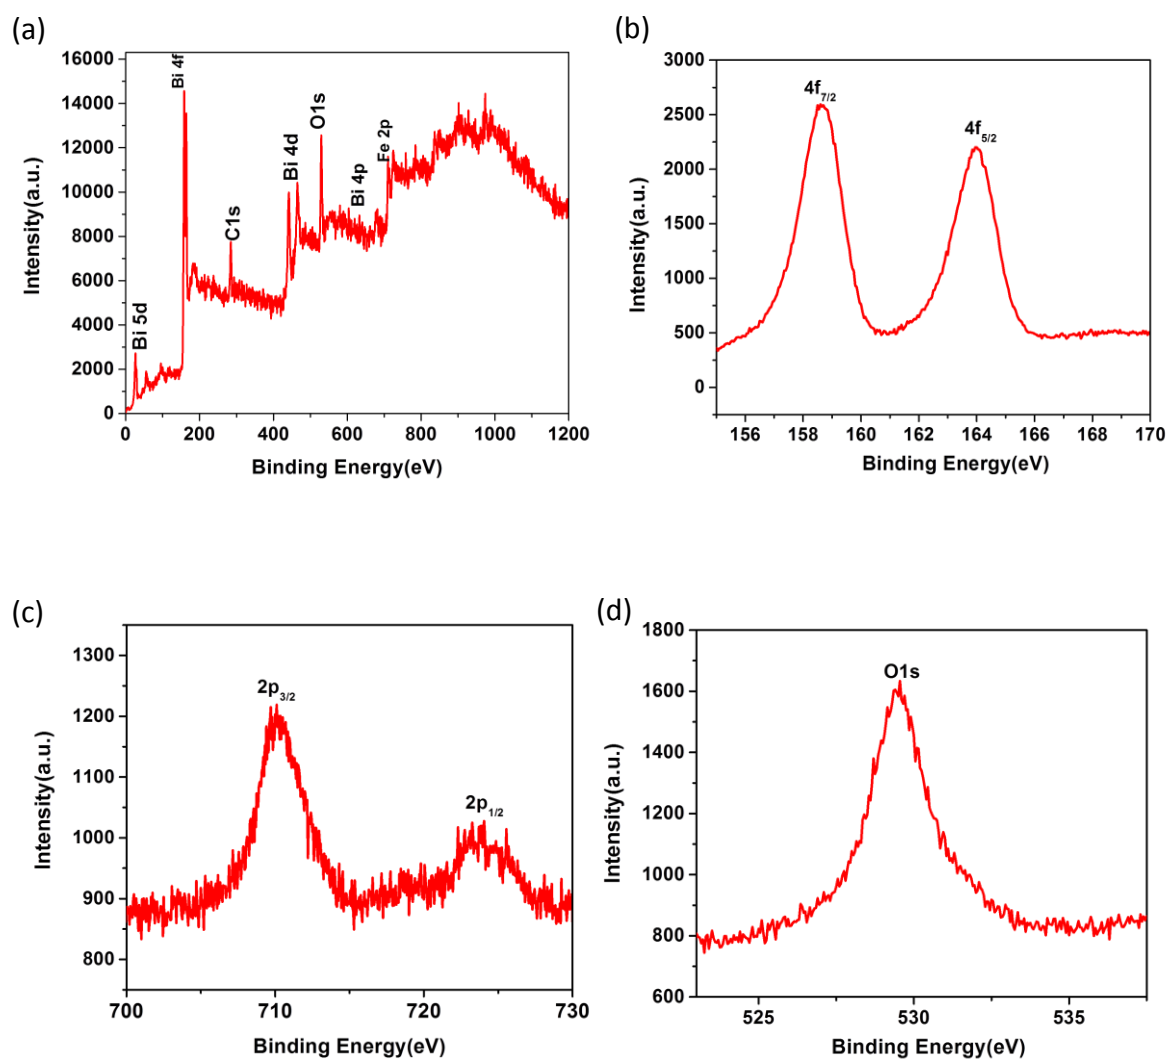 (a)
16000
14000
12000
10000
8000
6000
4000
2000
0
Intensity(a.u.)
Bi 5d
Bi 4f
C1s
Bi 4d
O1s
Bi 4p
Fe 2p
0 200 400 600 800 1000 1200
Binding Energy(eV)
(b)
3000
2500
2000
1500
1000
500
0
Intensity(a.u.)
4f7/2
4f5/2
156 158 160 162 164 166 168 170
Binding Energy(eV)
(c)
1300
1200
1100
1000
900
800
Intensity(a.u.)
2p3/2
2p1/2
700 710 720 730
Binding Energy(eV)
(d)
1800
1600
1400
1200
1000
800
600
Intensity(a.u.)
O1s
525 530 535
Binding Energy(eV)